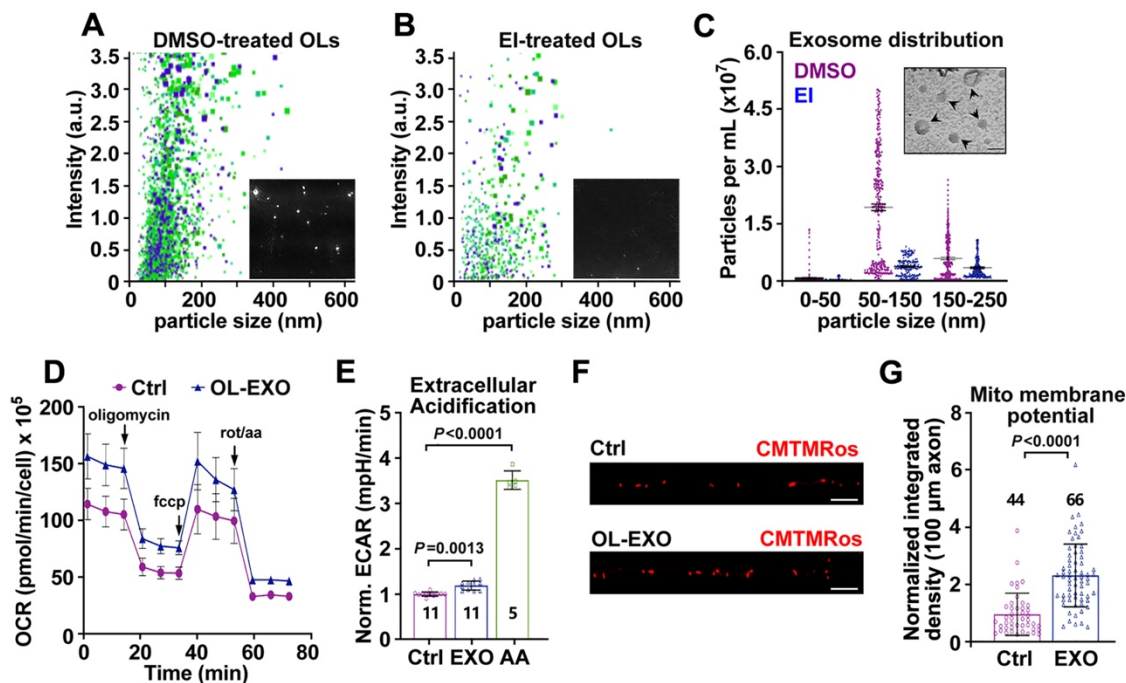 A
DMSO-treated OLs
Intensity (a.u.)
3.5
3.0
2.5
2.0
1.5
1.0
0.5
0
0 200 400 600
particle size (nm)
B
EI-treated OLs
Intensity (a.u.)
3.5
3.0
2.5
2.0
1.5
1.0
0.5
0
0 200 400 600
particle size (nm)
C
Exosome distribution
DMSO
EI
Particles per mL (x10⁷)
6.0
4.0
2.0
0
0-50 50-150 150-250
particle size (nm)
D
Ctrl OL-EXO
OCR (pmol/min/cell) x 10⁵
200
150
100
50
0
oligomycin
fccp
rot/aa
0 20 40 60 80
Time (min)
E
Extracellular
Acidification
Norm. ECAR (mpH/min)
5
4
3
2
1
0
P<0.0001
P=0.0013
11 11 5
Ctrl EXO AA
F
Ctrl CMTMRos
OL-EXO CMTMRos
G
Mito membrane
potential
Normalized integrated
density (100 µm axon)
8
6
4
2
0
P<0.0001
44 66
Ctrl EXO